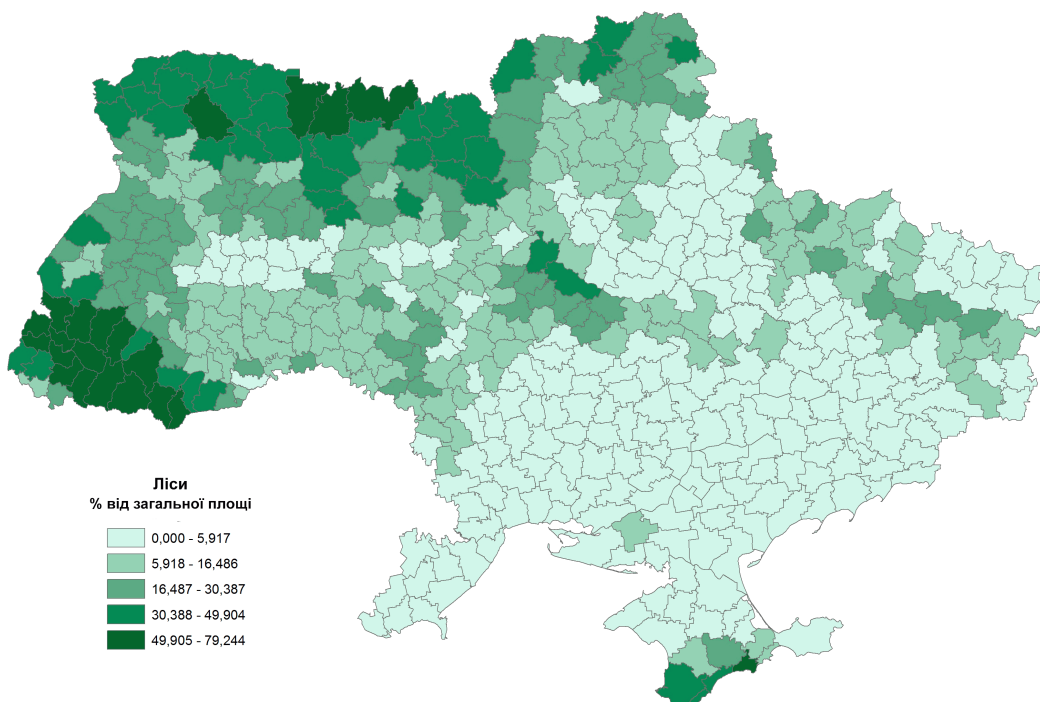 Ліси
% від загальної площі
0,000 - 5,917
5,918 - 16,486
16,487 - 30,387
30,388 - 49,904
49,905 - 79,244